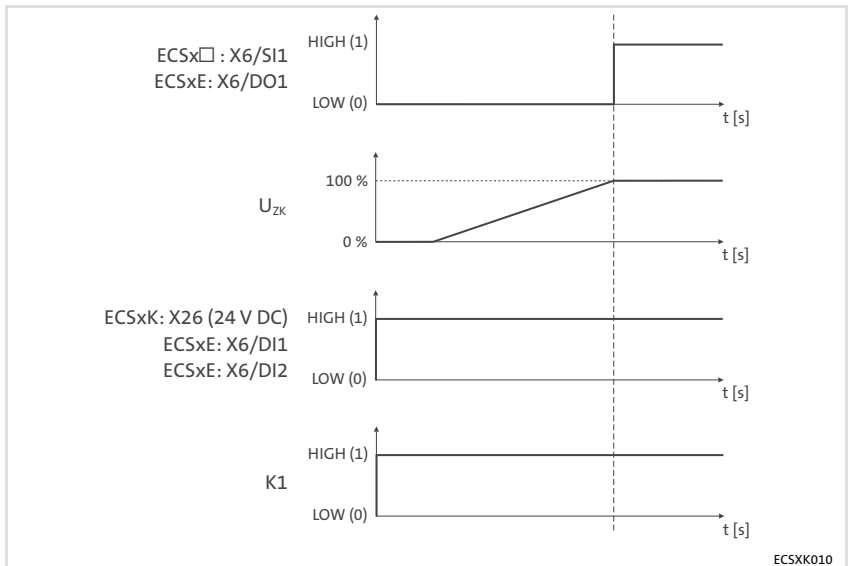 ECSx☐ : X6/SI1
ECSxE: X6/DO1
HIGH (1)
LOW (0)
t [s]
U_ZK
100 %
0 %
t [s]
ECSxK: X26 (24 V DC)
ECSxE: X6/DI1
ECSxE: X6/DI2
HIGH (1)
LOW (0)
t [s]
K1
HIGH (1)
LOW (0)
t [s]
ECSXK010